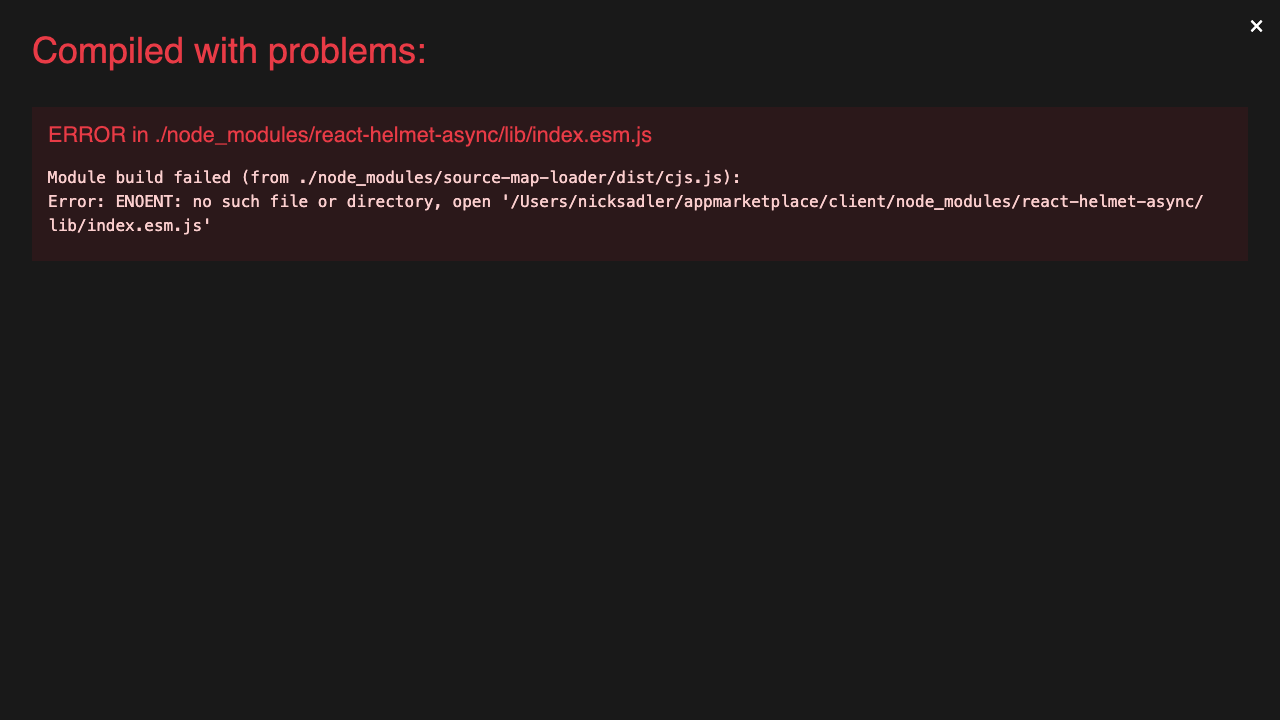 ×
Compiled with problems:
ERROR in ./node_modules/react-helmet-async/lib/index.esm.js
Module build failed (from ./node_modules/source-map-loader/dist/cjs.js):
Error: ENOENT: no such file or directory, open '/Users/nicksadler/appmarketplace/client/node_modules/react-helmet-async/
lib/index.esm.js'